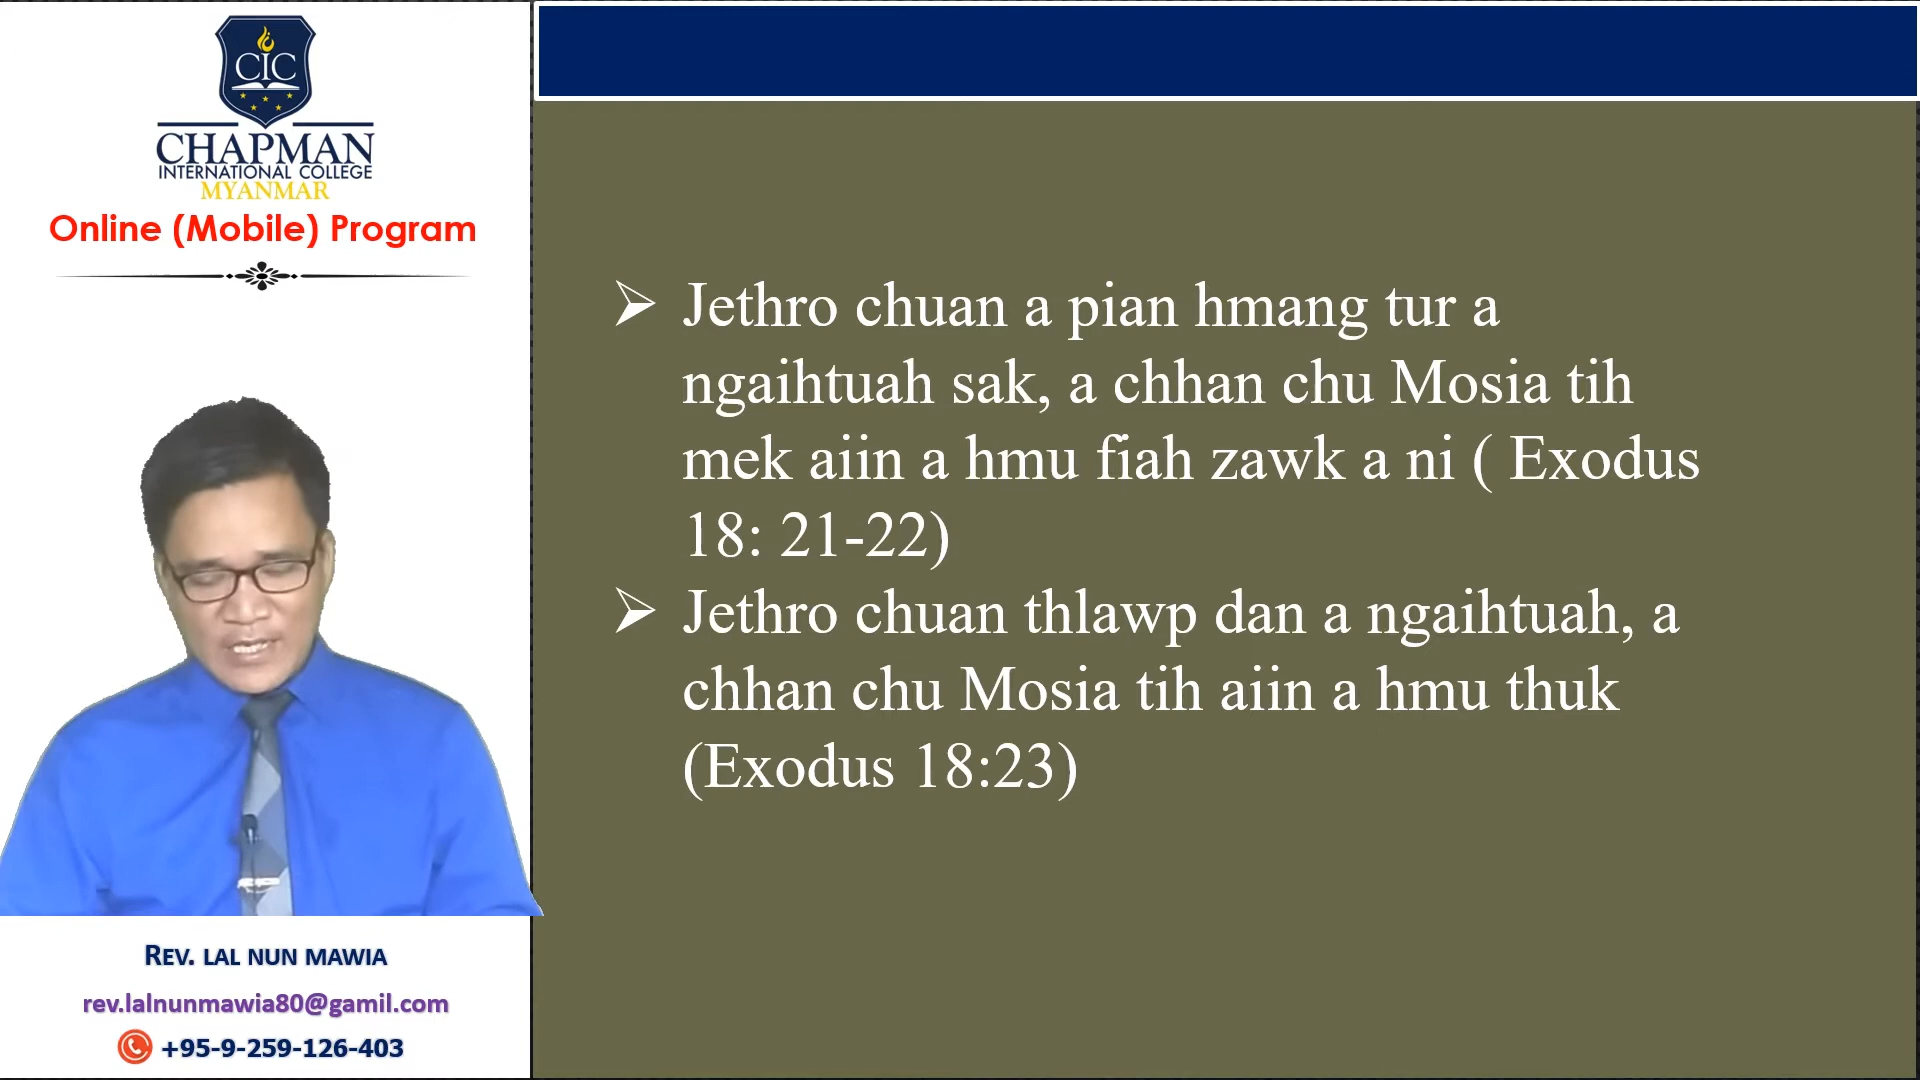 CIC
CHAPMAN
INTERNATIONAL COLLEGE
MYANMAR
Online (Mobile) Program
REV. LAL NUN MAWIA
rev.lalnunmawia80@gamil.com
+95-9-259-126-403
Jethro chuan a pian hmang tur a
ngaihtuah sak, a chhan chu Mosia tih
mek aiin a hmu fiah zawk a ni ( Exodus
18: 21-22)
Jethro chuan thlawp dan a ngaihtuah, a
chhan chu Mosia tih aiin a hmu thuk
(Exodus 18:23)